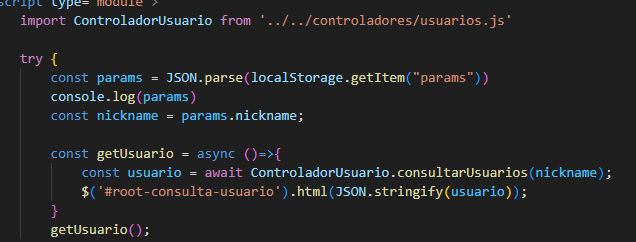 script type="module">
import ControladorUsuario from '../../controladores/usuarios.js'
try {
const params = JSON.parse(localStorage.getItem("params"))
console.log(params)
const nickname = params.nickname;
const getUsuario = async ()=>{
const usuario = await ControladorUsuario.consultarUsuarios(nickname);
$('#root-consulta-usuario').html(JSON.stringify(usuario));
}
getUsuario();